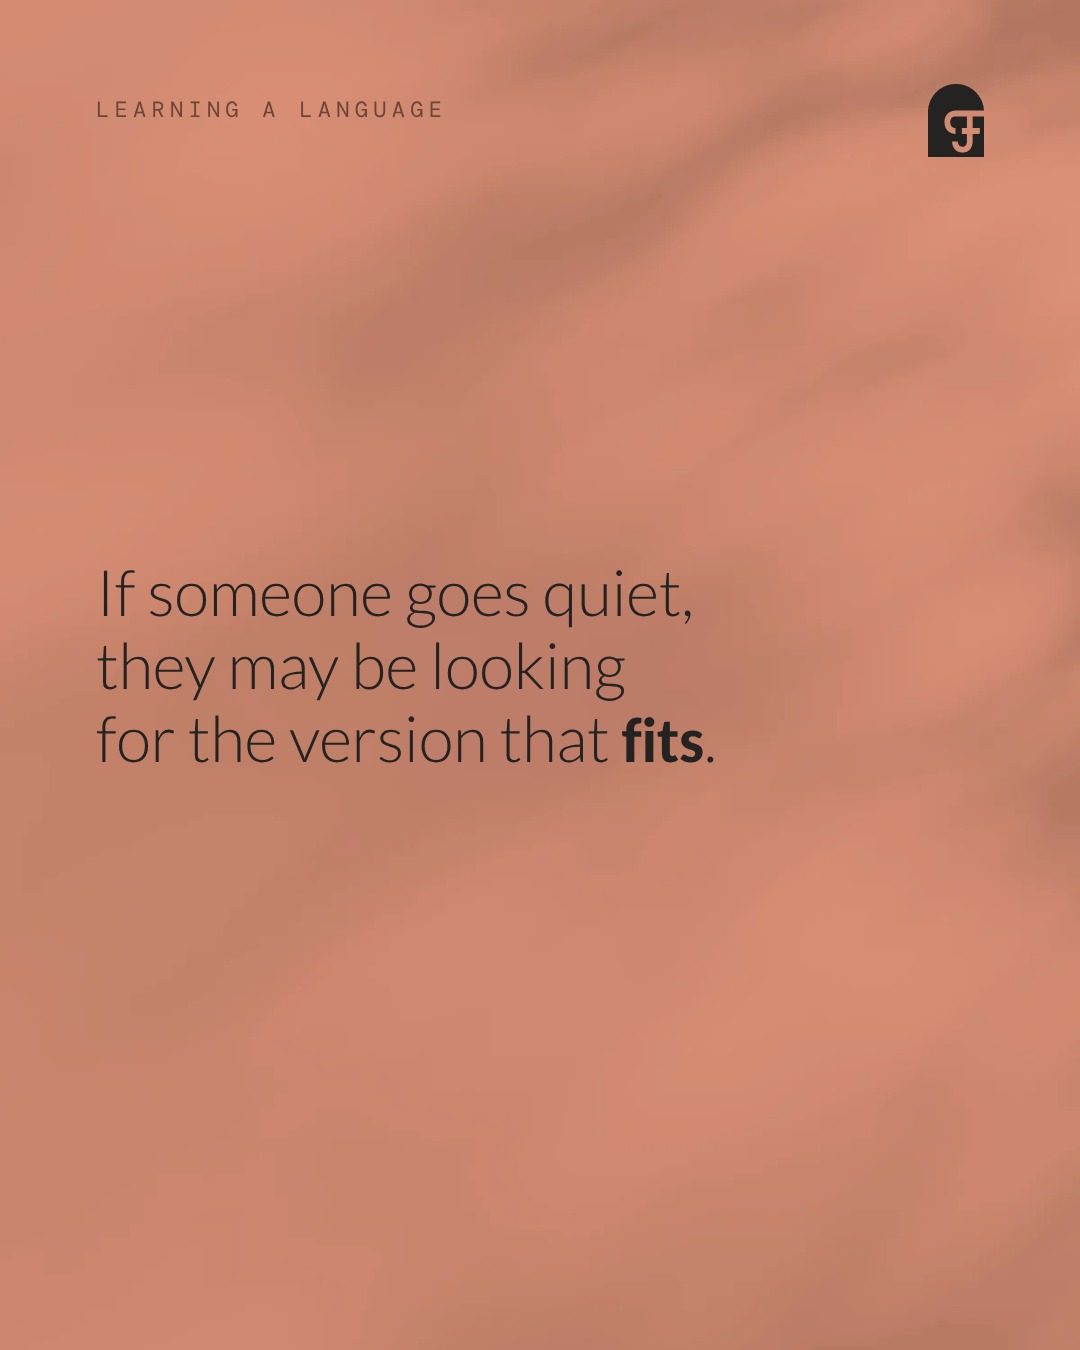 LEARNING A LANGUAGE
If someone goes quiet,
they may be looking
for the version that fits.